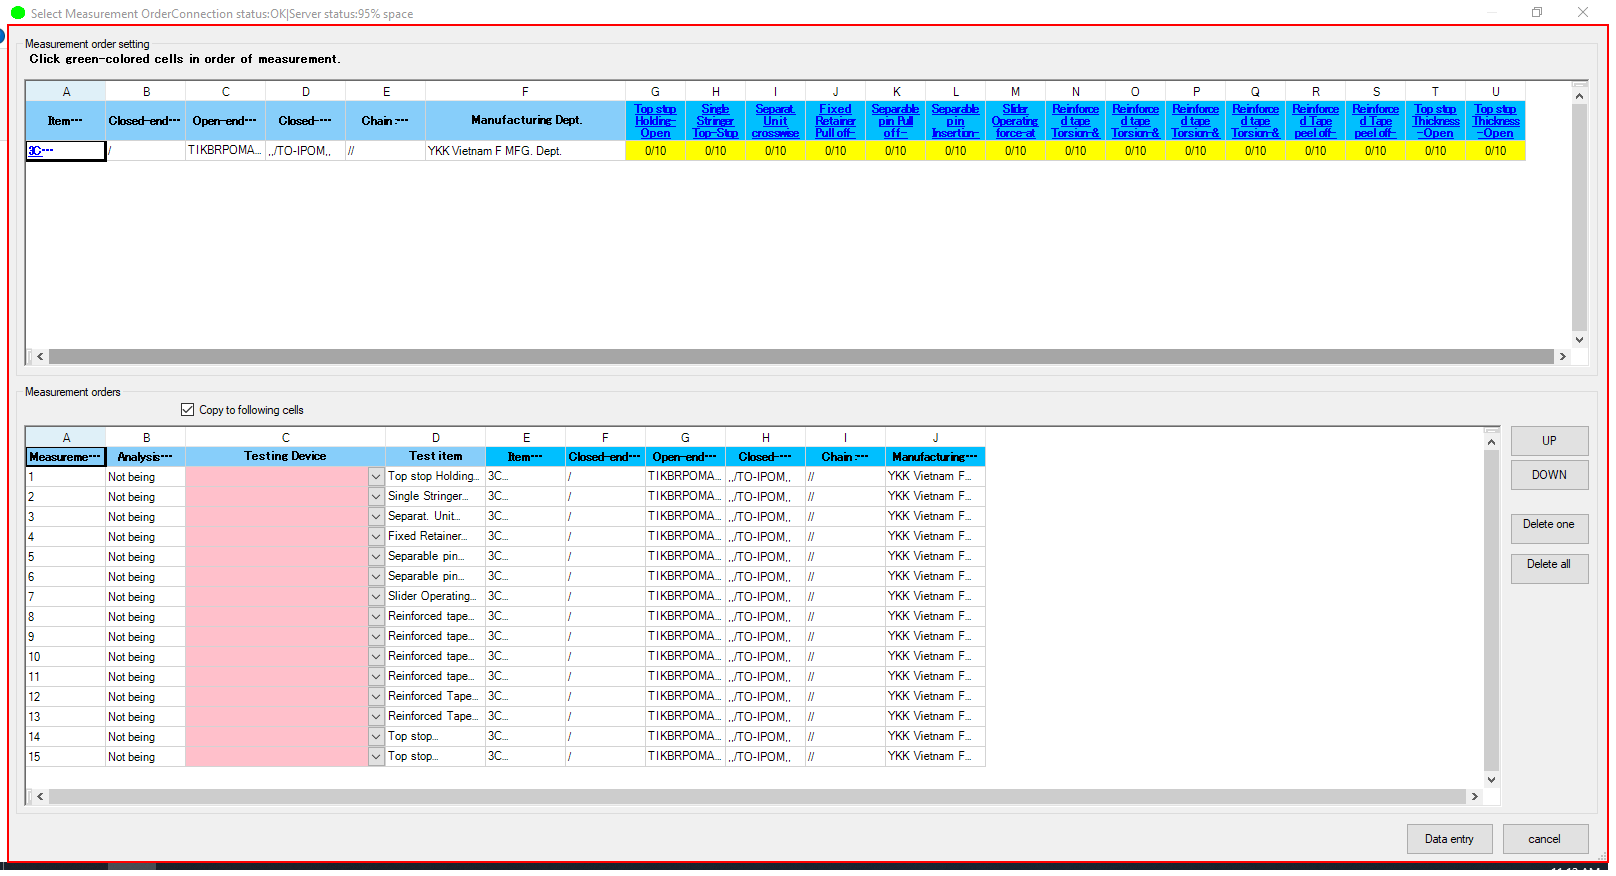 Select Measurement OrderConnection status:OK|Server status:95% space
Measurement order setting
Click green-colored cells in order of measurement.
A B C D E F G H I J K L M N O P Q R S T U
Item--- Closed-end--- Open-end--- Closed---- Chain :--- Manufacturing Dept. Top stop Holding- Open Single Stringer Top-Stop Separat. Unit crosswise Fixed Retainer Pull off- Separable pin Pull off- Separable pin Insertion- Slider Operating force-at Reinforce d tape Torsion-& Reinforce d tape Torsion-& Reinforce d tape Torsion-& Reinforce d tape Torsion-& Reinforce d Tape peel off- Reinforce d Tape peel off- Top stop Thickness -Open Top stop Thickness -Open
3C--- / TIKBRPOMA... ,,/TO-IPOM,, // YKK Vietnam F MFG. Dept. 0/10 0/10 0/10 0/10 0/10 0/10 0/10 0/10 0/10 0/10 0/10 0/10 0/10 0/10 0/10
Measurement orders
Copy to following cells
A B C D E F G H I J
Measureme--- Analysis--- Testing Device Test item Item--- Closed-end--- Open-end--- Closed---- Chain :--- Manufacturing---
1 Not being Top stop Holding... 3C... / TIKBRPOMA... ,,/TO-IPOM,, // YKK Vietnam F...
2 Not being Single Stringer... 3C... / TIKBRPOMA... ,,/TO-IPOM,, // YKK Vietnam F...
3 Not being Separat. Unit... 3C... / TIKBRPOMA... ,,/TO-IPOM,, // YKK Vietnam F...
4 Not being Fixed Retainer... 3C... / TIKBRPOMA... ,,/TO-IPOM,, // YKK Vietnam F...
5 Not being Separable pin... 3C... / TIKBRPOMA... ,,/TO-IPOM,, // YKK Vietnam F...
6 Not being Separable pin... 3C... / TIKBRPOMA... ,,/TO-IPOM,, // YKK Vietnam F...
7 Not being Slider Operating... 3C... / TIKBRPOMA... ,,/TO-IPOM,, // YKK Vietnam F...
8 Not being Reinforced tape... 3C... / TIKBRPOMA... ,,/TO-IPOM,, // YKK Vietnam F...
9 Not being Reinforced tape... 3C... / TIKBRPOMA... ,,/TO-IPOM,, // YKK Vietnam F...
10 Not being Reinforced tape... 3C... / TIKBRPOMA... ,,/TO-IPOM,, // YKK Vietnam F...
11 Not being Reinforced tape... 3C... / TIKBRPOMA... ,,/TO-IPOM,, // YKK Vietnam F...
12 Not being Reinforced Tape... 3C... / TIKBRPOMA... ,,/TO-IPOM,, // YKK Vietnam F...
13 Not being Reinforced Tape... 3C... / TIKBRPOMA... ,,/TO-IPOM,, // YKK Vietnam F...
14 Not being Top stop... 3C... / TIKBRPOMA... ,,/TO-IPOM,, // YKK Vietnam F...
15 Not being Top stop... 3C... / TIKBRPOMA... ,,/TO-IPOM,, // YKK Vietnam F...
UP
DOWN
Delete one
Delete all
Data entry
cancel